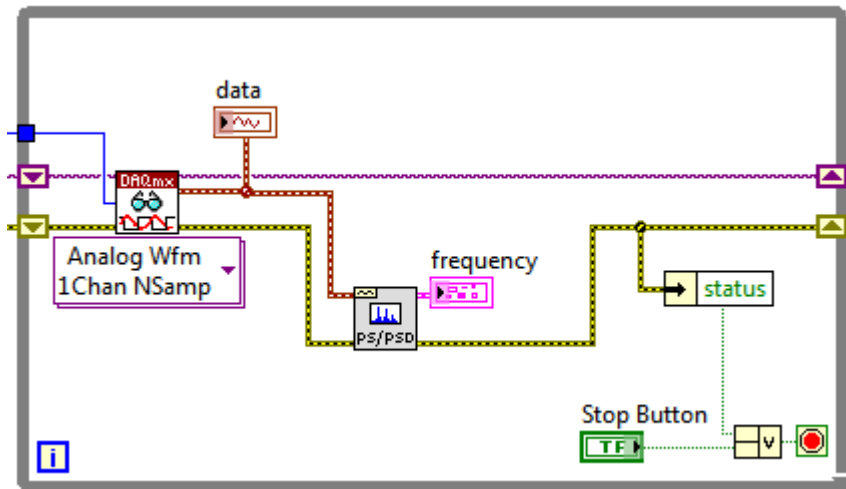 data
DAQmx
Analog Wfm
1Chan NSamp
frequency
PS/PSD
status
Stop Button
TF
V
i